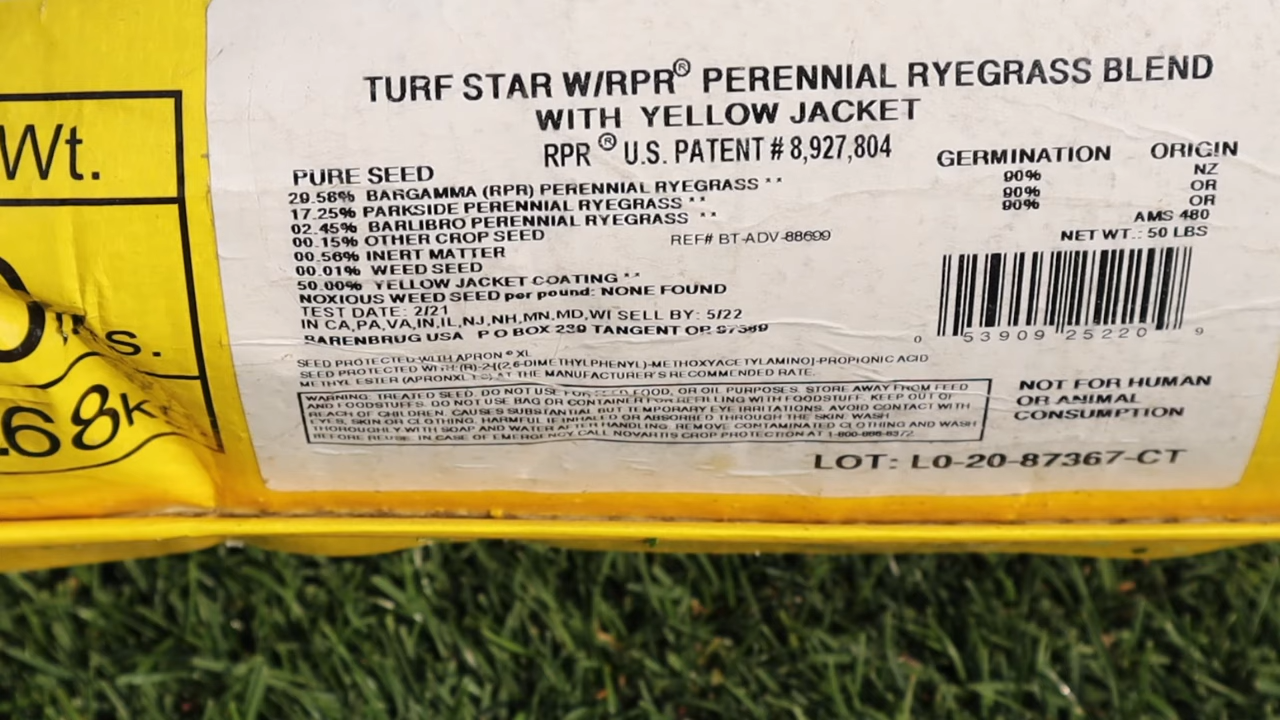 Wt.
s.
68k
TURF STAR W/RPR® PERENNIAL RYEGRASS BLEND
WITH YELLOW JACKET
RPR® U.S. PATENT # 8,927,804
PURE SEED GERMINATION ORIGIN
29.56% BARGAMMA (RPR) PERENNIAL RYEGRASS ** 90% NZ
17.25% PARKSIDE PERENNIAL RYEGRASS ** 90% OR
02.45% BARLIBRO PERENNIAL RYEGRASS ** 90% OR
00.15% OTHER CROP SEED REF# BT-ADV-88699 AMS 480
00.56% INERT MATTER NET WT.: 50 LBS
00.01% WEED SEED
50.00% YELLOW JACKET COATING **
NOXIOUS WEED SEED per pound: NONE FOUND
TEST DATE: 2/21
IN CA,PA,VA,IN,IL,NJ,NH,MN,MD,WI SELL BY: 5/22
BARENBRUG USA P O BOX 239 TANGENT OR 97389
0 53909 25220 9
SEED PROTECTED WITH APRON® XL
SEED PROTECTED WITH (R)-2-[(2,6-DIMETHYLPHENYL)-METHOXYACETYLAMINO]-PROPIONIC ACID
METHYL ESTER (APRONXL LS) AT THE MANUFACTURER'S RECOMMENDED RATE.
WARNING: TREATED SEED. DO NOT USE FOR FEED FOOD, OR OIL PURPOSES. STORE AWAY FROM FEED
AND FOODSTUFFS. DO NOT USE BAG OR CONTAINER FOR REFILLING WITH FOODSTUFF. KEEP OUT OF
REACH OF CHILDREN. CAUSES SUBSTANTIAL BUT TEMPORARY EYE IRRITATIONS. AVOID CONTACT WITH
EYES, SKIN OR CLOTHING. HARMFUL IF INHALED OR ABSORBED THROUGH THE SKIN. WASH
THOROUGHLY WITH SOAP AND WATER AFTER HANDLING. REMOVE CONTAMINATED CLOTHING AND WASH
BEFORE REUSE. IN CASE OF EMERGENCY CALL NOVARTIS CROP PROTECTION AT
NOT FOR HUMAN
OR ANIMAL
CONSUMPTION
LOT: L0-20-87367-CT